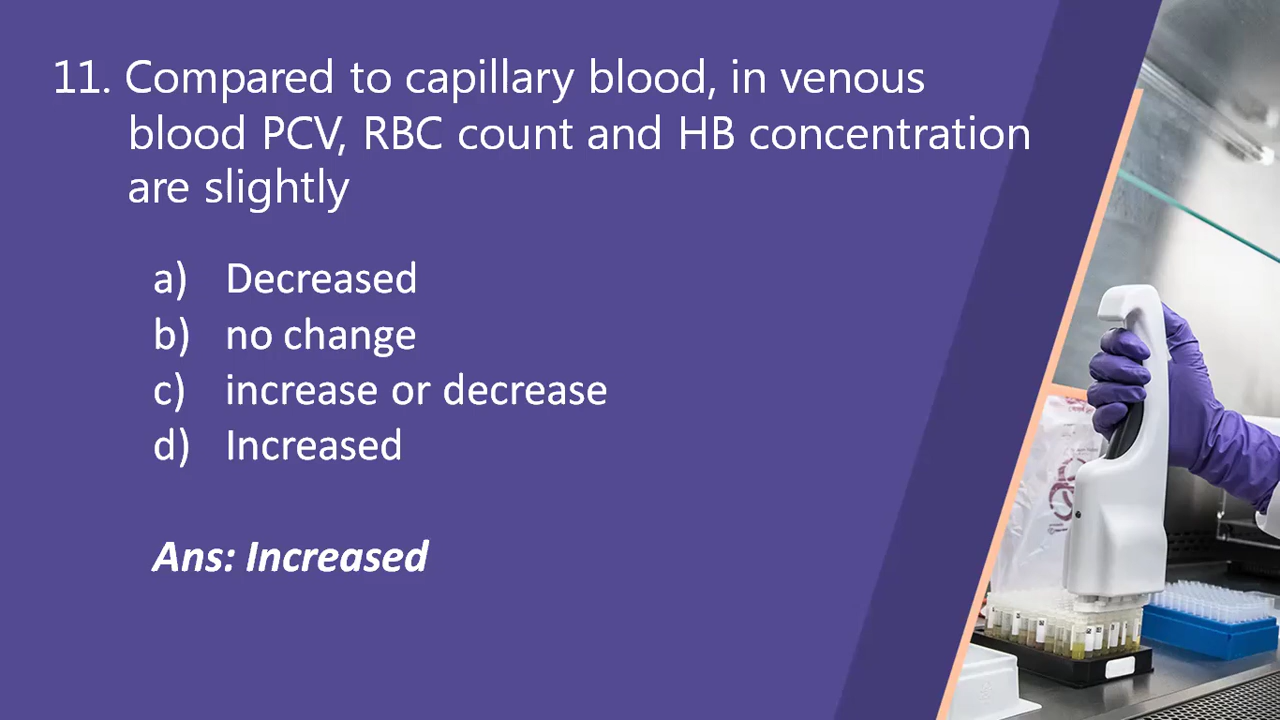 11. Compared to capillary blood, in venous
blood PCV, RBC count and HB concentration
are slightly
a) Decreased
b) no change
c) increase or decrease
d) Increased
Ans: Increased